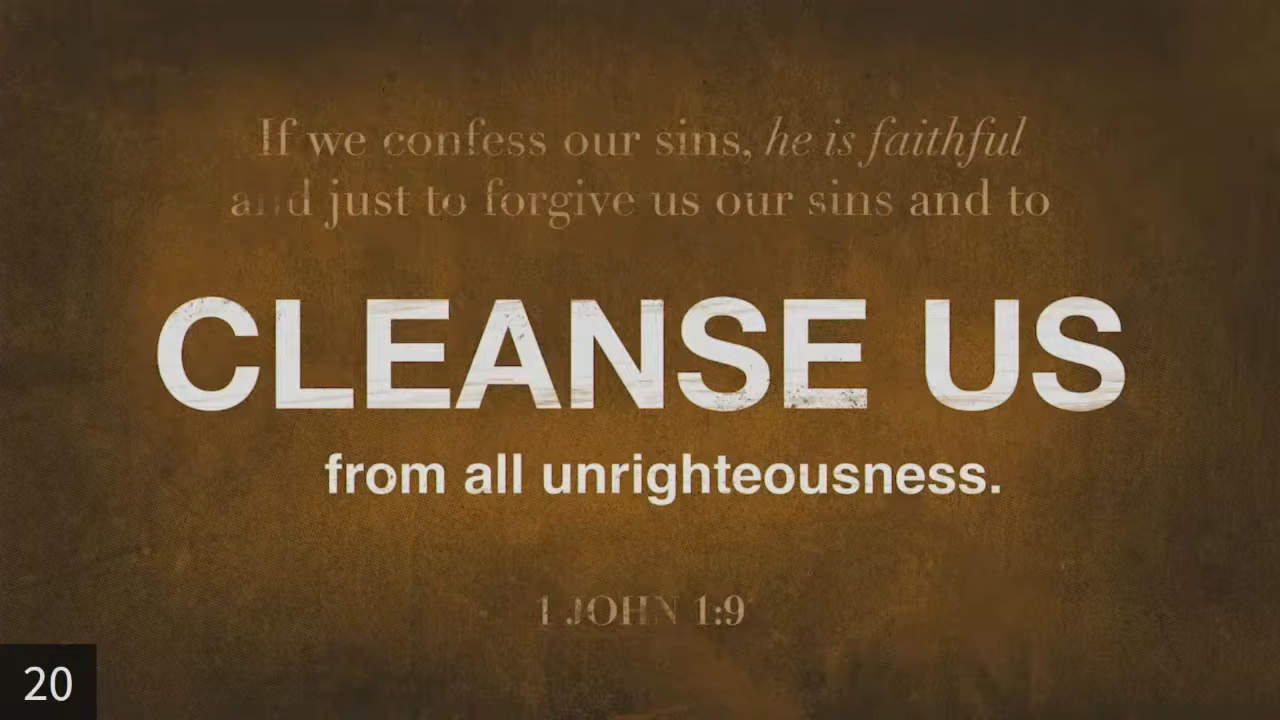 If we confess our sins, he is faithful
and just to forgive us our sins and to
CLEANSE US
from all unrighteousness.
1 JOHN 1:9
20